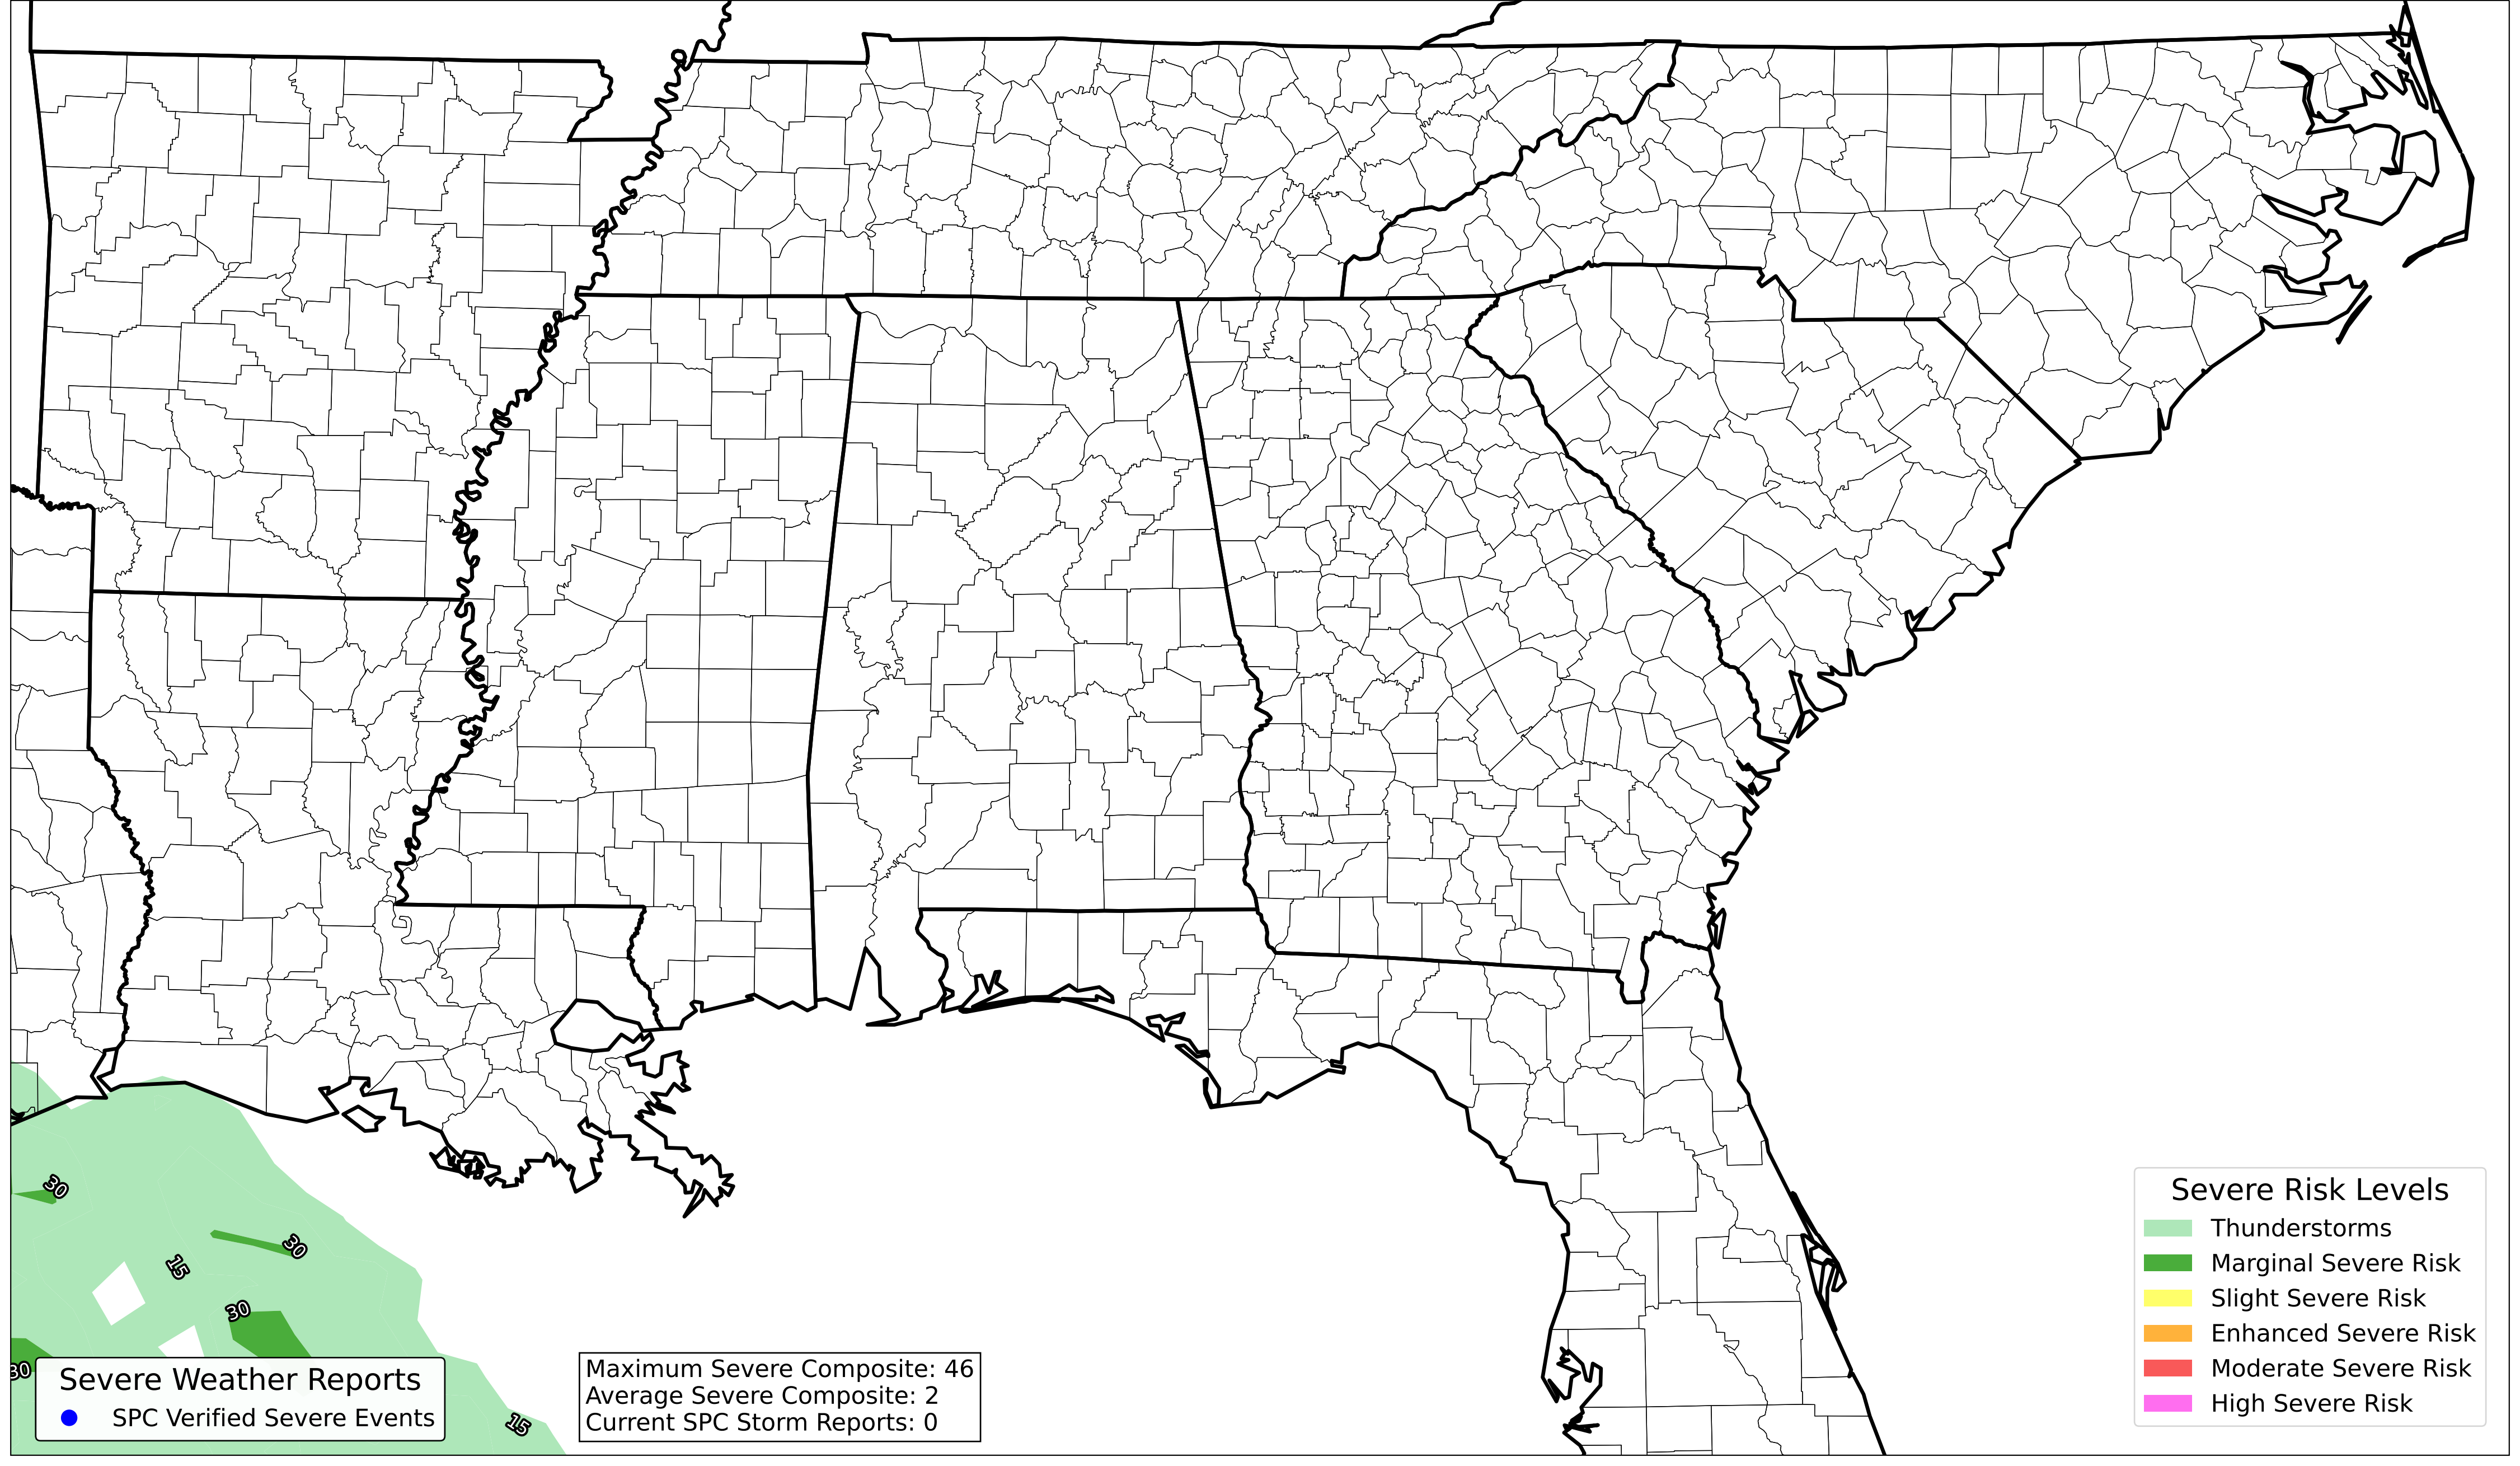 30
30
15
30
30
15
Severe Weather Reports
SPC Verified Severe Events
Maximum Severe Composite: 46
Average Severe Composite: 2
Current SPC Storm Reports: 0
Severe Risk Levels
Thunderstorms
Marginal Severe Risk
Slight Severe Risk
Enhanced Severe Risk
Moderate Severe Risk
High Severe Risk